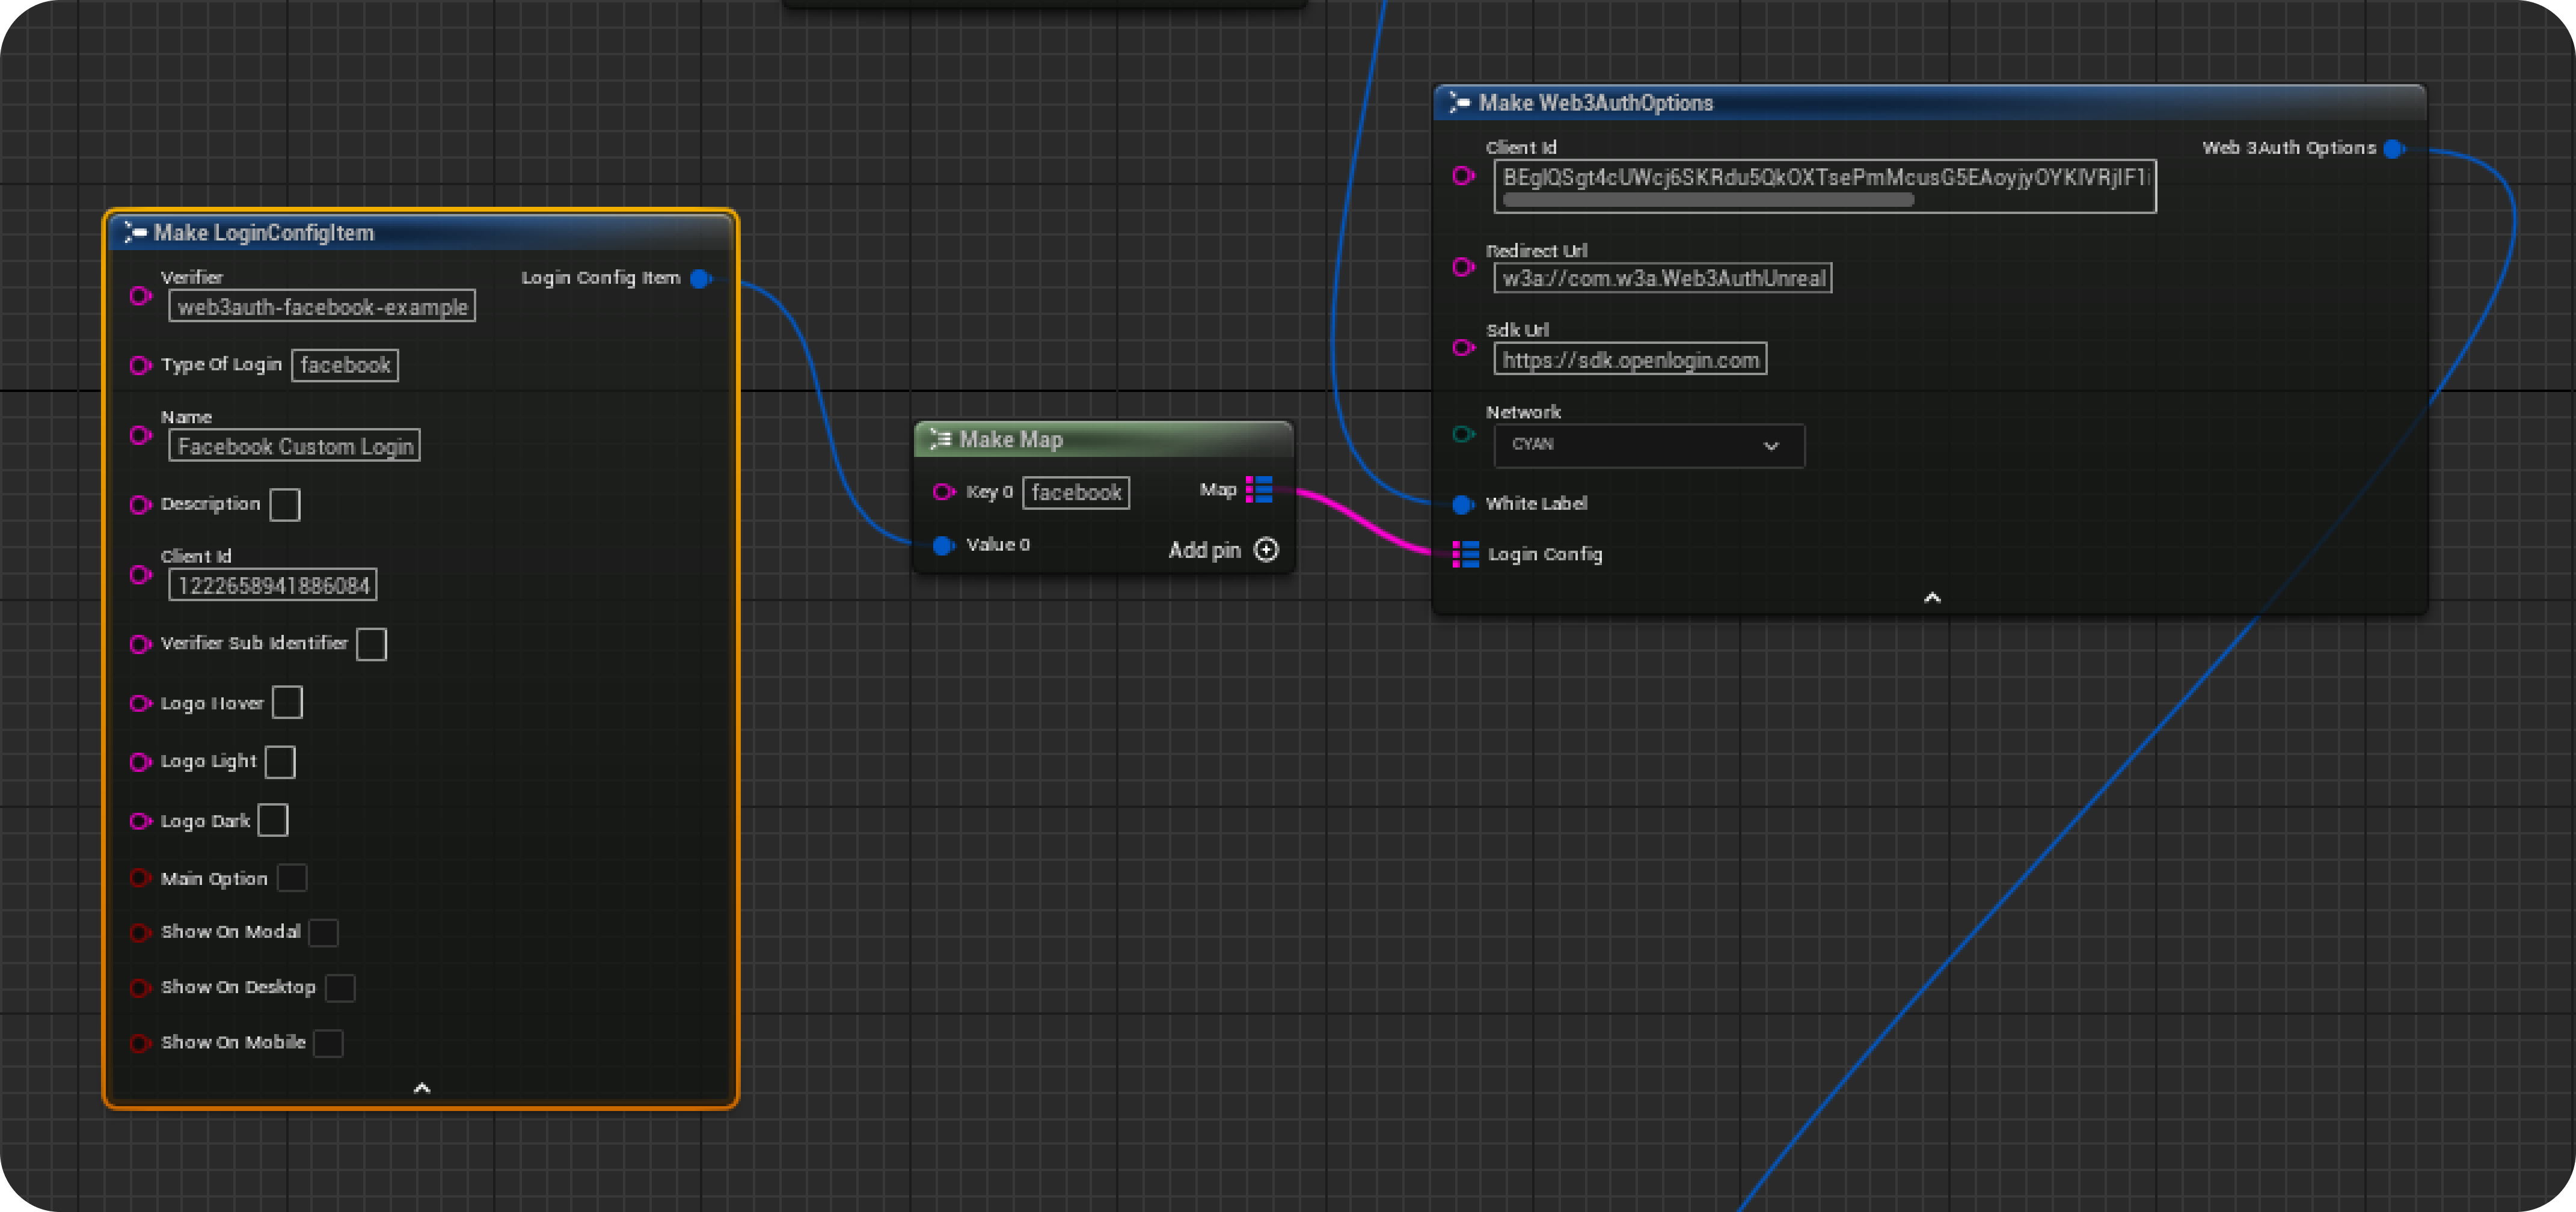 Make LoginConfigItem
Verifier
web3auth-facebook-example
Login Config Item
Type Of Login facebook
Name
Facebook Custom Login
Description
Client Id
1222658941886084
Verifier Sub Identifier
Logo Hover
Logo Light
Logo Dark
Main Option
Show On Modal
Show On Desktop
Show On Mobile
Make Map
Key 0 facebook
Map
Value 0
Add pin
Make Web3AuthOptions
Client Id
Web 3Auth Options
Redirect Url
w3a://com.w3a.Web3AuthUnreal
Sdk Url
https://sdk.openlogin.com
Network
CYAN
White Label
Login Config